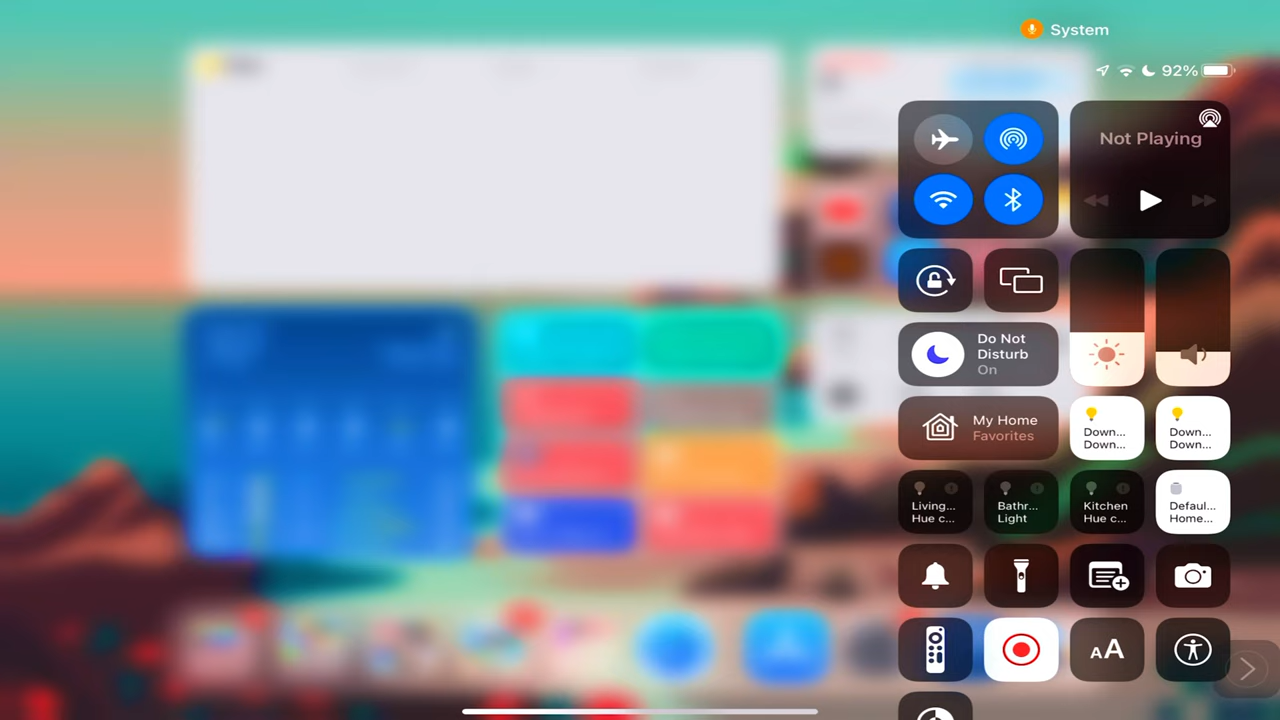 System
92%
Not Playing
Do Not
Disturb
On
My Home
Favorites
Down...
Down...
Down...
Down...
Living...
Hue c...
Bathr...
Light
Kitchen
Hue c...
Defaul...
Home...
AA